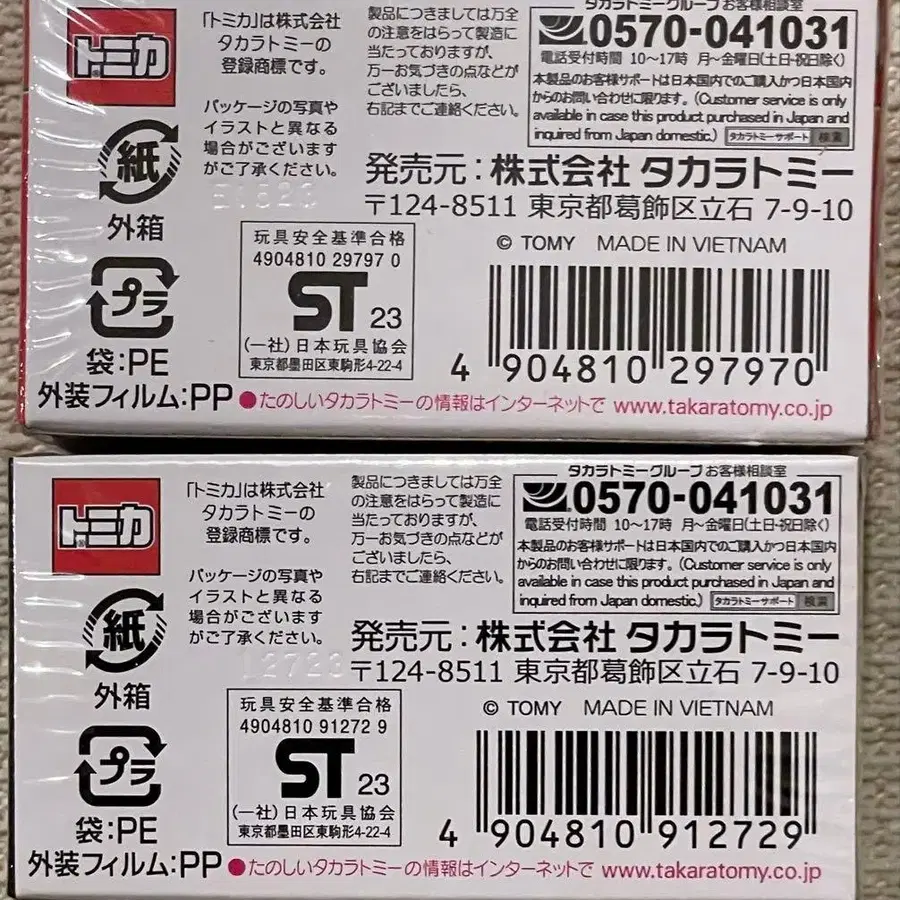 トミカ
「トミカ」は株式会社
タカラトミーの
登録商標です。
パッケージの写真や
イラストと異なる
場合がございます
がご了承ください。
製品につきましては万全
の注意をはらって製造に
当たっておりますが、
万一お気づきの点などが
ございましたら、
右記までご連絡ください。
タカラトミーグループ お客様相談室
0570-041031
電話受付時間 10~17時 月~金曜日(土日・祝日除く)
本製品のお客様サポートは日本国内でのご購入かつ日本国内
からのお問い合わせに限ります。(Customer service is only
available in case this product purchased in Japan and
inquired from Japan domestic.) タカラトミーサポート 検索
紙
外箱
プラ
袋:PE
外装フィルム:PP
発売元:株式会社 タカラトミー
〒124-8511 東京都葛飾区立石 7-9-10
© TOMY MADE IN VIETNAM
玩具安全基準合格
4904810 29797 0
ST 23
(一社)日本玩具協会
東京都墨田区東駒形4-22-4
4 904810 297970
●たのしいタカラトミーの情報はインターネットで www.takaratomy.co.jp
トミカ
「トミカ」は株式会社
タカラトミーの
登録商標です。
パッケージの写真や
イラストと異なる
場合がございます
がご了承ください。
製品につきましては万全
の注意をはらって製造に
当たっておりますが、
万一お気づきの点などが
ございましたら、
右記までご連絡ください。
タカラトミーグループ お客様相談室
0570-041031
電話受付時間 10~17時 月~金曜日(土日・祝日除く)
本製品のお客様サポートは日本国内でのご購入かつ日本国内
からのお問い合わせに限ります。(Customer service is only
available in case this product purchased in Japan and
inquired from Japan domestic.) タカラトミーサポート 検索
紙
外箱
プラ
袋:PE
外装フィルム:PP
発売元:株式会社 タカラトミー
〒124-8511 東京都葛飾区立石 7-9-10
© TOMY MADE IN VIETNAM
玩具安全基準合格
4904810 91272 9
ST 23
(一社)日本玩具協会
東京都墨田区東駒形4-22-4
4 904810 912729
●たのしいタカラトミーの情報はインターネットで www.takaratomy.co.jp